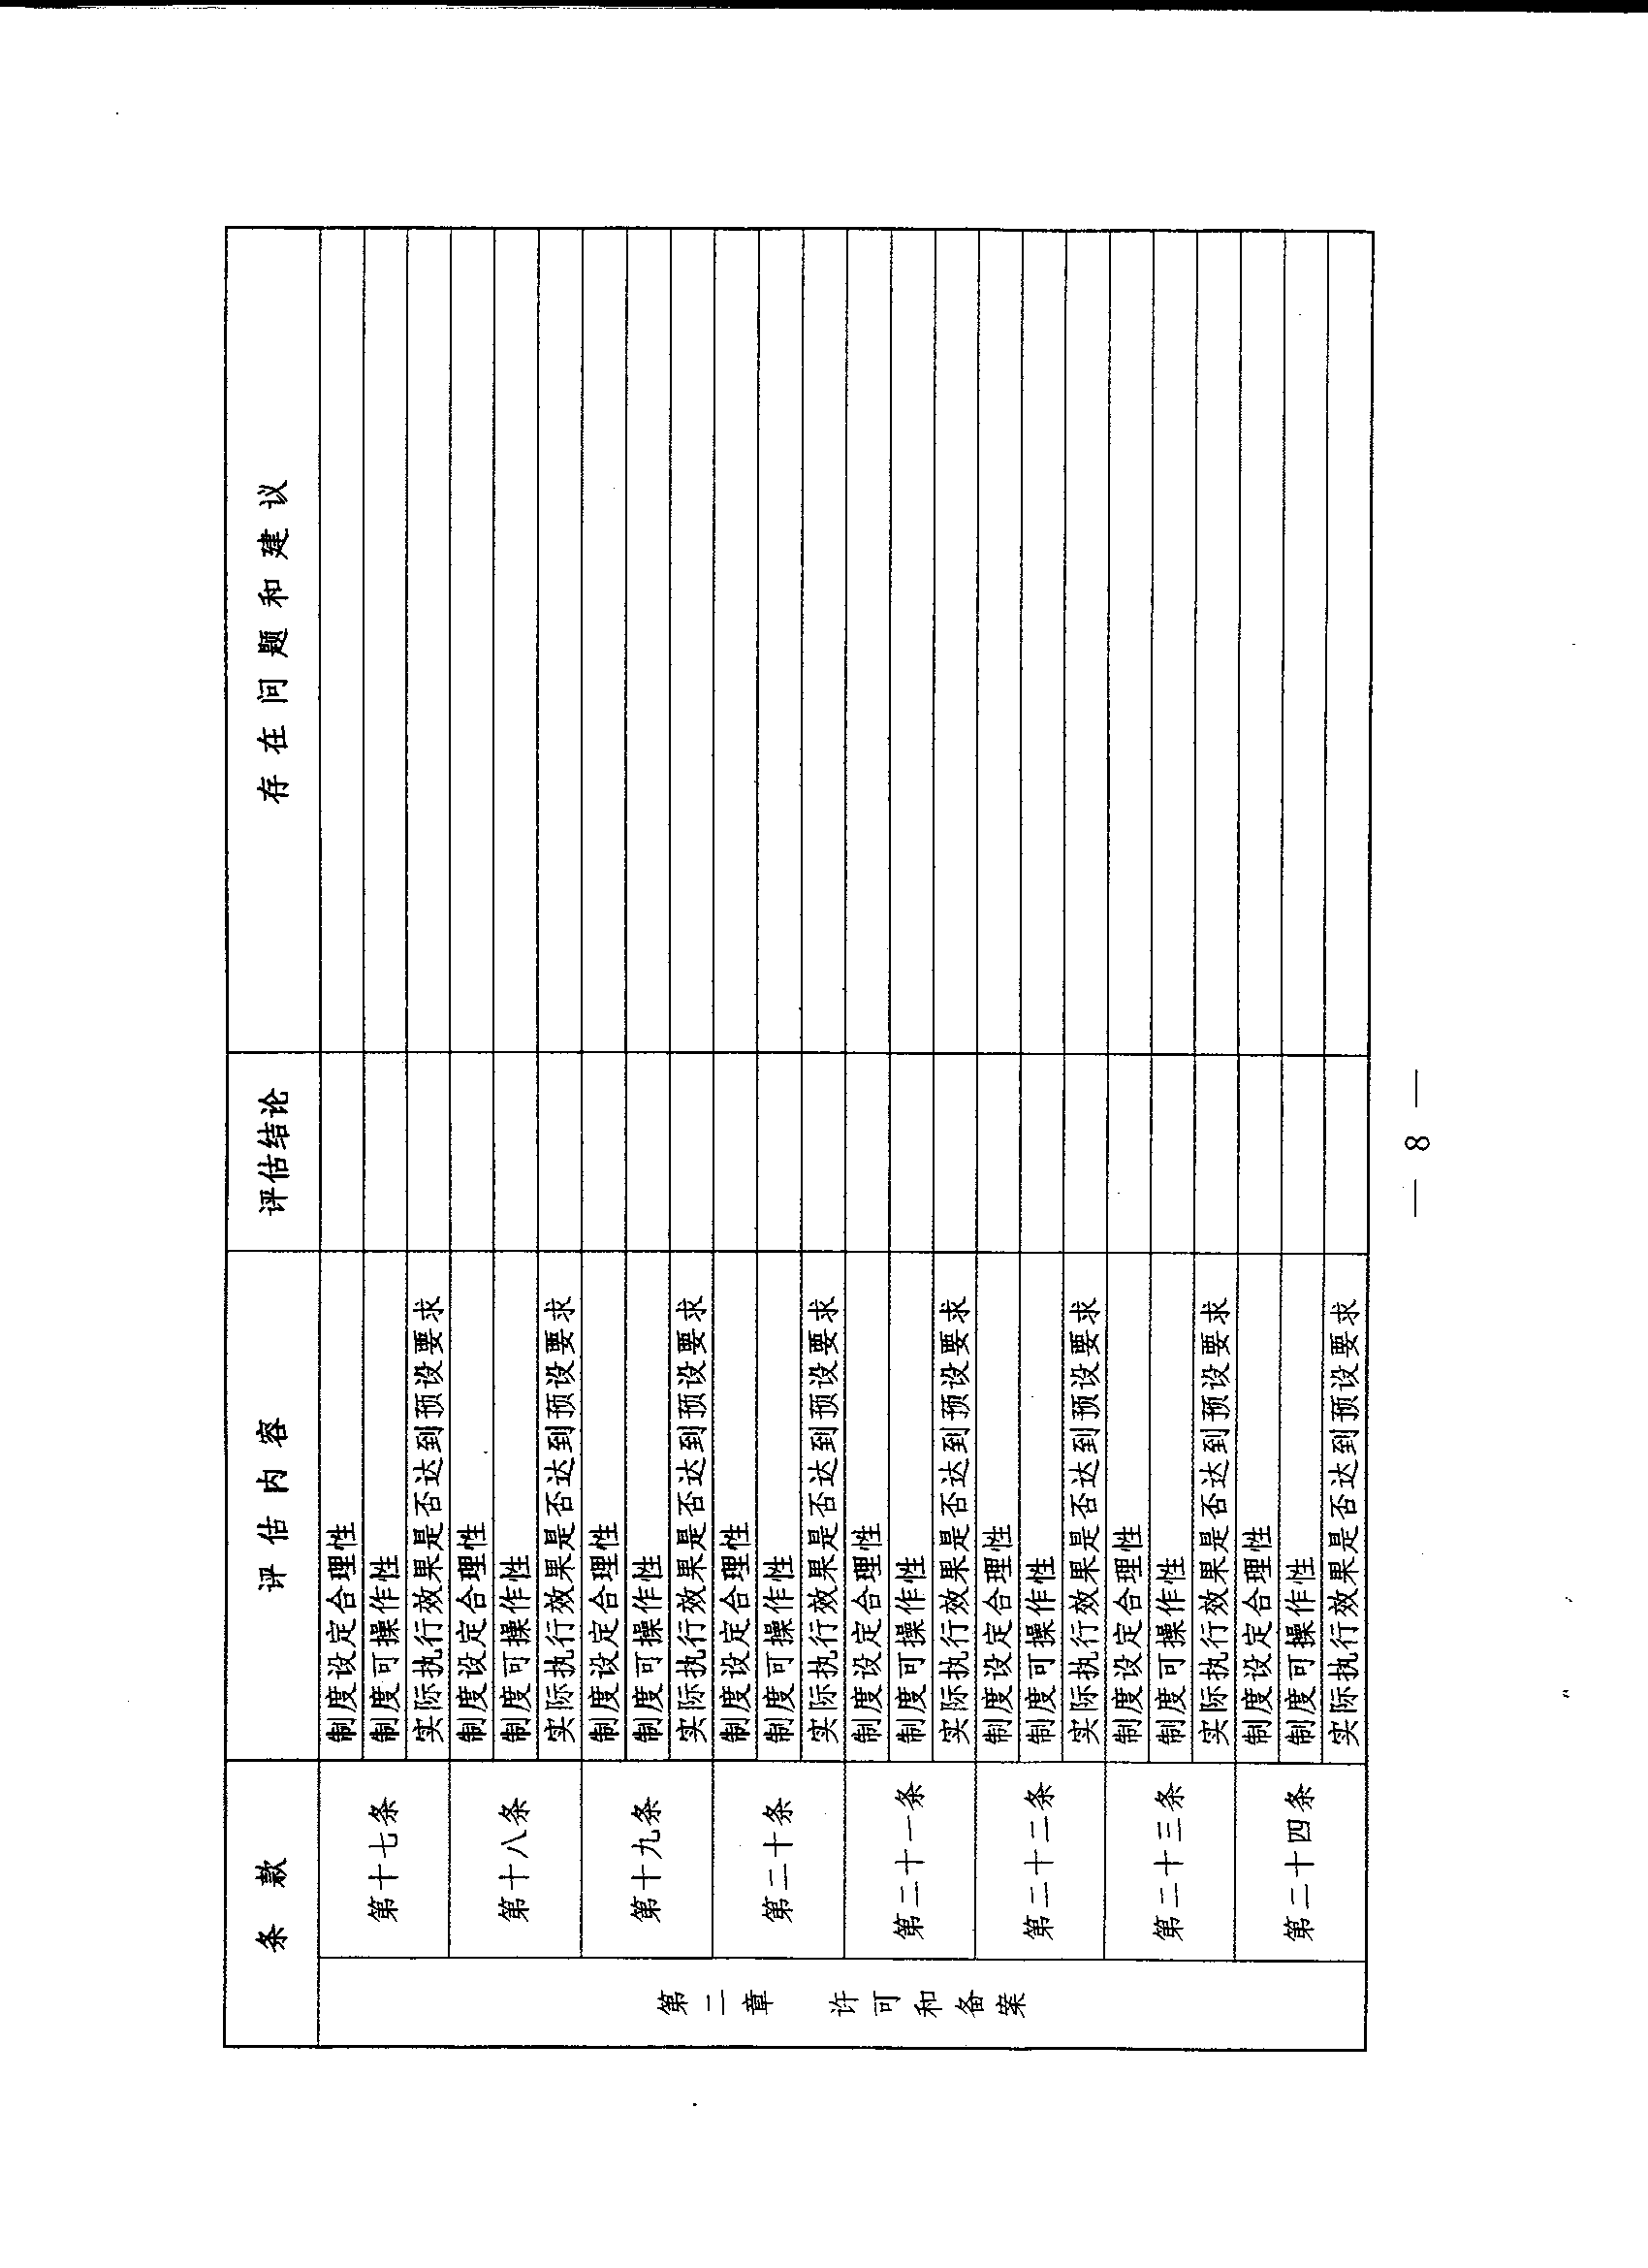 条 款 评 估 内 容 评估结论 存 在 问 题 和 建 议
第二章 许可和备案
第十七条
制度设定合理性
制度可操作性
实际执行效果是否达到预设要求
第十八条
制度设定合理性
制度可操作性
实际执行效果是否达到预设要求
第十九条
制度设定合理性
制度可操作性
实际执行效果是否达到预设要求
第二十条
制度设定合理性
制度可操作性
实际执行效果是否达到预设要求
第二十一条
制度设定合理性
制度可操作性
实际执行效果是否达到预设要求
第二十二条
制度设定合理性
制度可操作性
实际执行效果是否达到预设要求
第二十三条
制度设定合理性
制度可操作性
实际执行效果是否达到预设要求
第二十四条
制度设定合理性
制度可操作性
实际执行效果是否达到预设要求
— 8 —